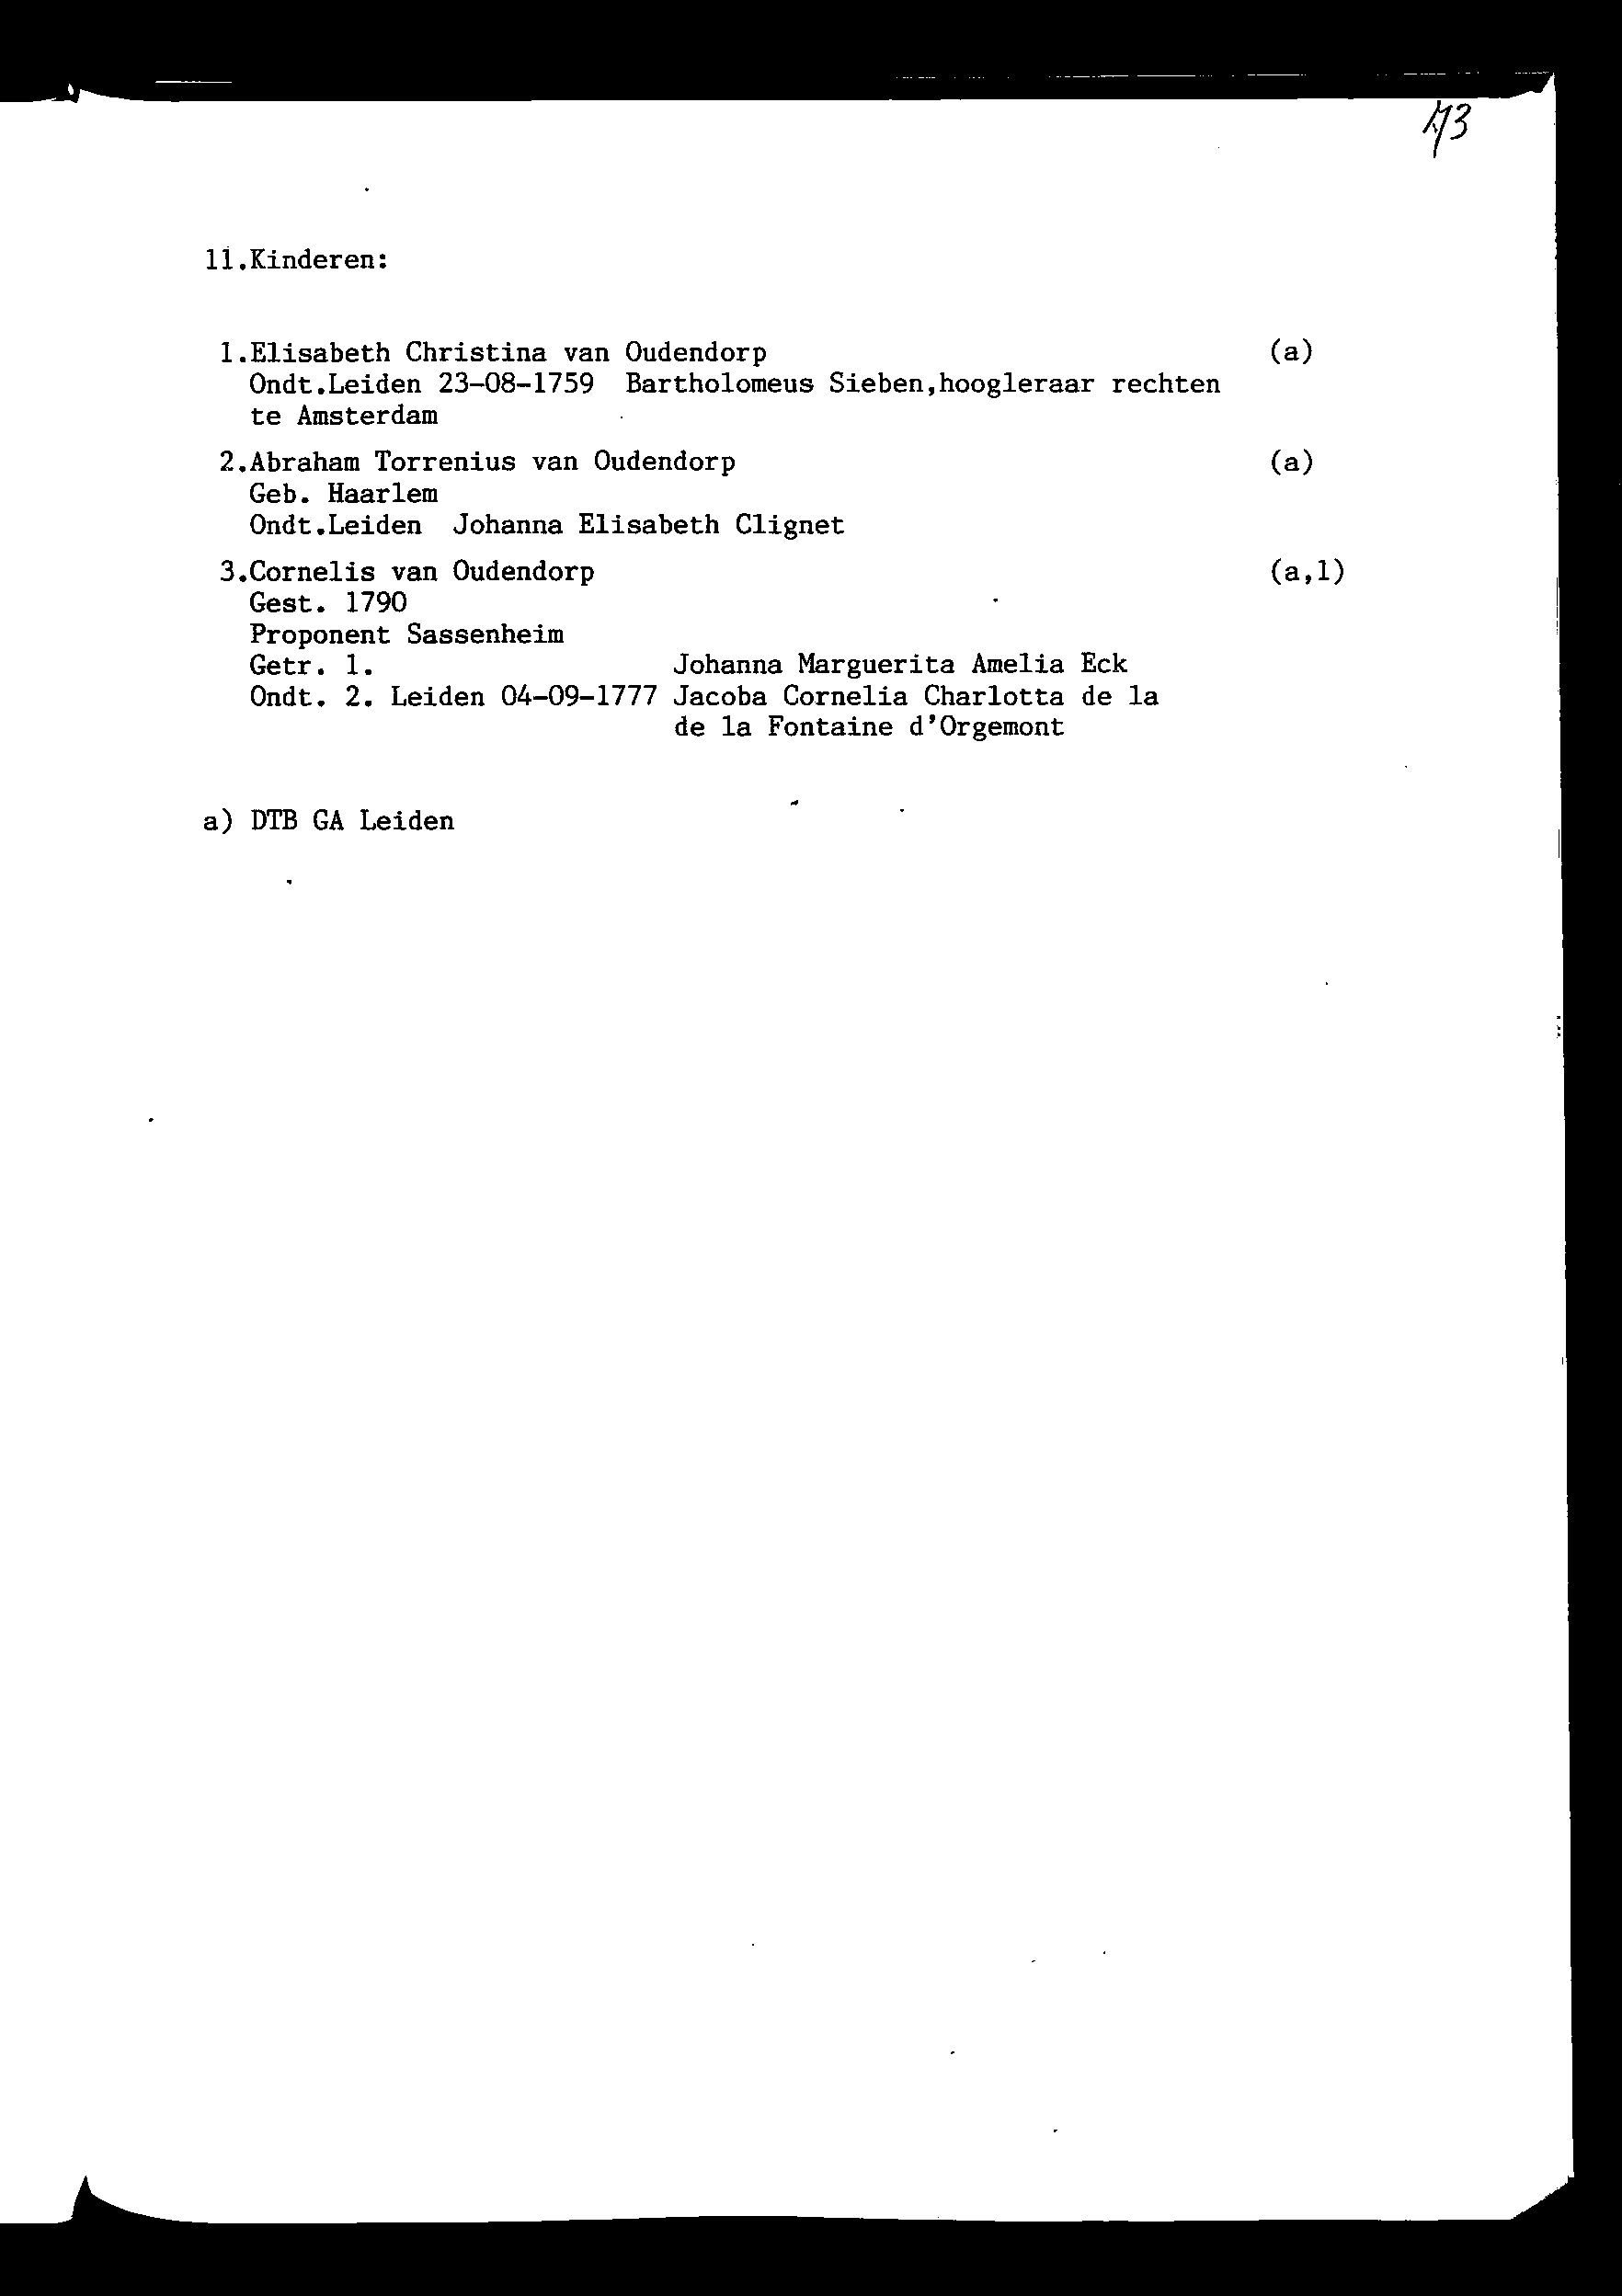 11.Kinderen:
1.Elisabeth Christina van Oudendorp (a)
Ondt.Leiden 23-08-1759 Bartholomeus Sieben,hoogleraar rechten
te Amsterdam
2.Abraham Torrenius van Oudendorp (a)
Geb. Haarlem
Ondt.Leiden Johanna Elisabeth Clignet
3.Cornelis van Oudendorp (a,1)
Gest. 1790
Proponent Sassenheim
Getr. 1. Johanna Marguerita Amelia Eck
Ondt. 2. Leiden 04-09-1777 Jacoba Cornelia Charlotta de la
de la Fontaine d'Orgemont
a) DTB GA Leiden